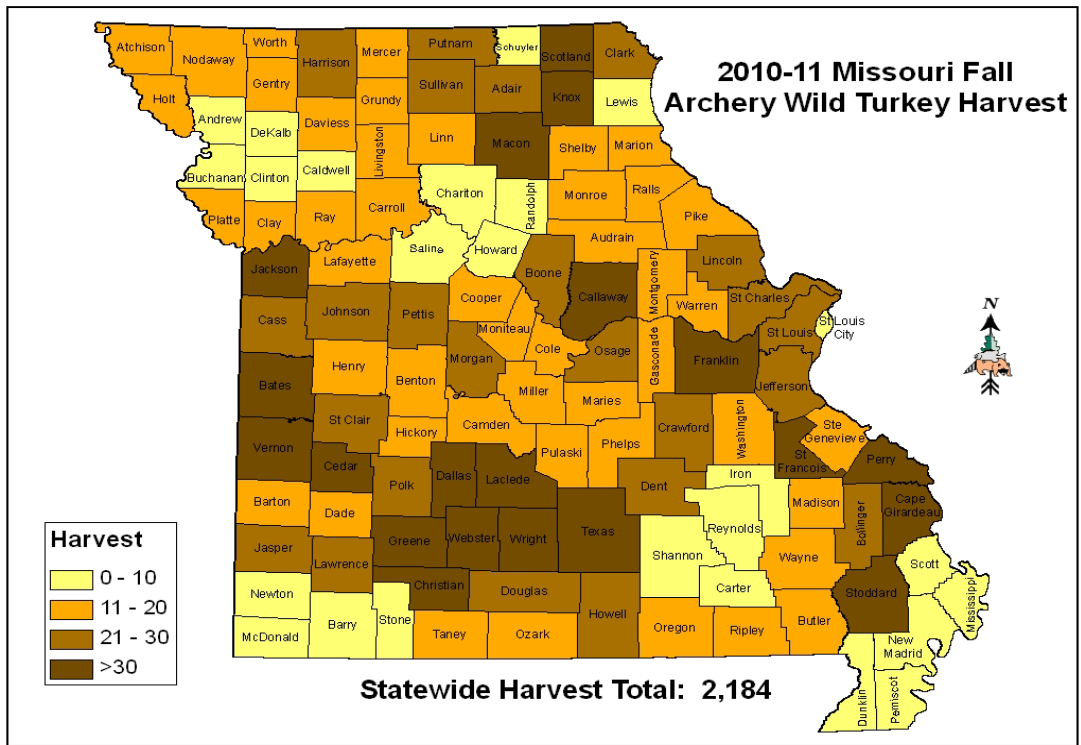 2010-11 Missouri Fall
Archery Wild Turkey Harvest
Atchison
Nodaway
Worth
Harrison
Mercer
Putnam
Schuyler
Scotland
Clark
Gentry
Sullivan
Adair
Knox
Lewis
Holt
Grundy
Andrew
DeKalb
Daviess
Livingston
Linn
Macon
Shelby
Marion
Buchanan
Clinton
Caldwell
Chariton
Randolph
Monroe
Ralls
Platte
Clay
Ray
Carroll
Pike
Audrain
Saline
Howard
Boone
Lincoln
Jackson
Lafayette
Callaway
Montgomery
Warren
St Charles
Cooper
Cass
Johnson
Pettis
Moniteau
St Louis
St Louis
City
Cole
Osage
Gasconade
Franklin
Morgan
Henry
Benton
Bates
Miller
Maries
Jefferson
St Clair
Hickory
Camden
Crawford
Washington
Ste
Genevieve
Vernon
Pulaski
Phelps
St
Francois
Perry
Cedar
Dallas
Laclede
Iron
Polk
Dent
Barton
Dade
Madison
Bollinger
Cape
Girardeau
Reynolds
Greene
Webster
Wright
Texas
Jasper
Shannon
Lawrence
Wayne
Scott
Christian
Douglas
Carter
Stoddard
Mississippi
Newton
Howell
Barry
Stone
Butler
McDonald
Taney
Ozark
Oregon
Ripley
New
Madrid
Dunklin
Pemiscot
N
Harvest
0 - 10
11 - 20
21 - 30
>30
Statewide Harvest Total: 2,184